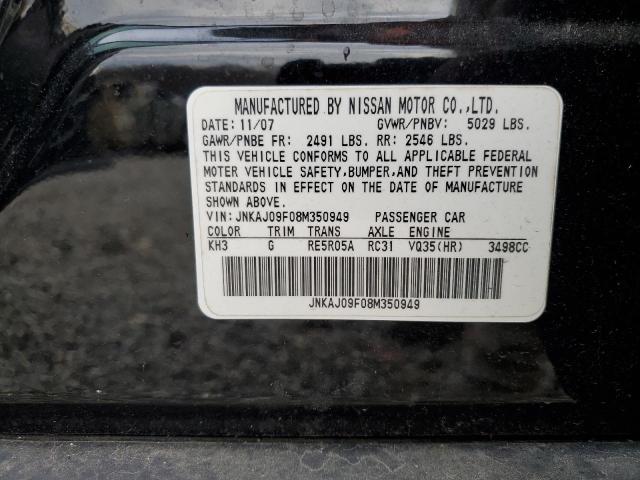 MANUFACTURED BY NISSAN MOTOR CO.,LTD.
DATE: 11/07 GVWR/PNBV: 5029 LBS.
GAWR/PNBE FR: 2491 LBS. RR: 2546 LBS.
THIS VEHICLE CONFORMS TO ALL APPLICABLE FEDERAL
MOTOR VEHICLE SAFETY,BUMPER,AND THEFT PREVENTION
STANDARDS IN EFFECT ON THE DATE OF MANUFACTURE
SHOWN ABOVE.
VIN: JNKAJ09F08M350949 PASSENGER CAR
COLOR TRIM TRANS AXLE ENGINE
KH3 G RE5R05A RC31 VQ35(HR) 3498CC
JNKAJ09F08M350949